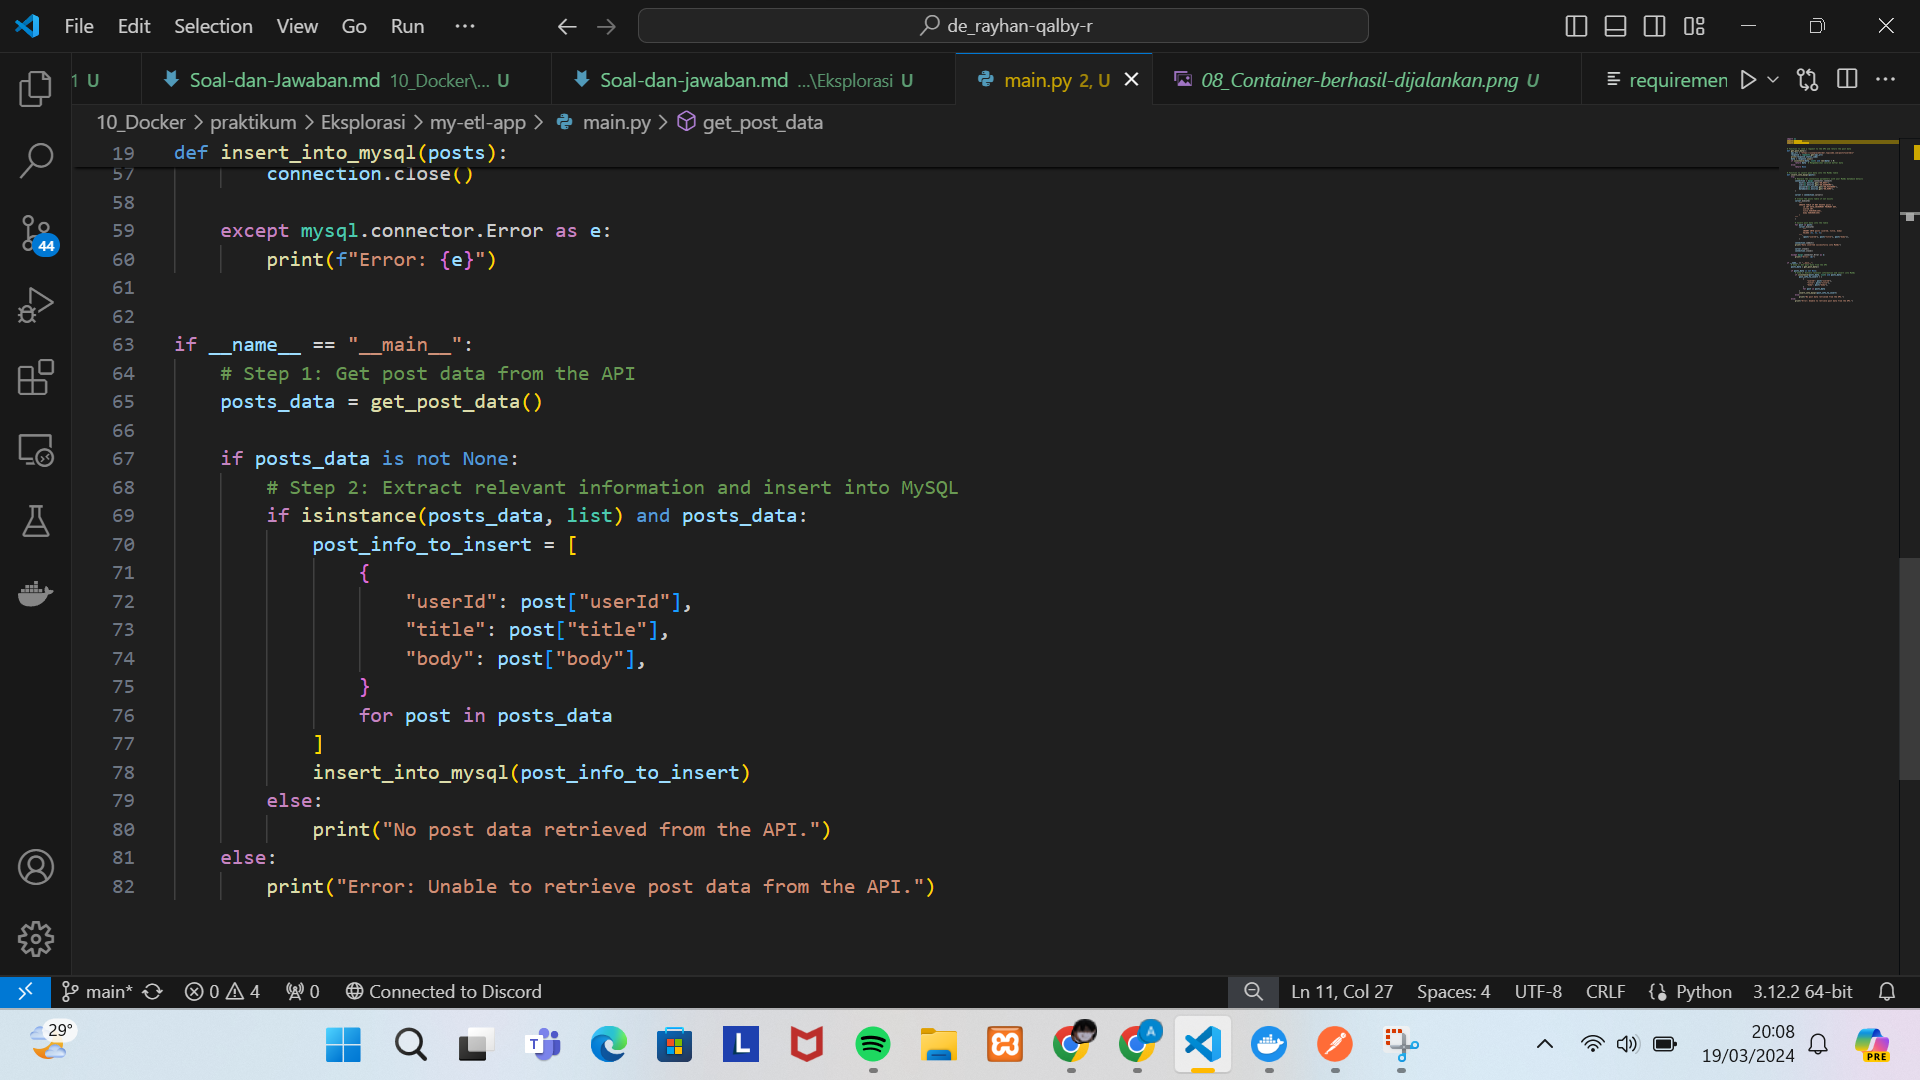 File Edit Selection View Go Run ···
de_rayhan-qalby-r
1 U
Soal-dan-Jawaban.md 10_Docker\... U
Soal-dan-jawaban.md ...\Eksplorasi U
main.py 2, U
08_Container-berhasil-dijalankan.png U
requiremen
10_Docker > praktikum > Eksplorasi > my-etl-app > main.py > get_post_data
19 def insert_into_mysql(posts):
57 connection.close()
58
59 except mysql.connector.Error as e:
60 print(f"Error: {e}")
61
62
63 if __name__ == "__main__":
64 # Step 1: Get post data from the API
65 posts_data = get_post_data()
66
67 if posts_data is not None:
68 # Step 2: Extract relevant information and insert into MySQL
69 if isinstance(posts_data, list) and posts_data:
70 post_info_to_insert = [
71 {
72 "userId": post["userId"],
73 "title": post["title"],
74 "body": post["body"],
75 }
76 for post in posts_data
77 ]
78 insert_into_mysql(post_info_to_insert)
79 else:
80 print("No post data retrieved from the API.")
81 else:
82 print("Error: Unable to retrieve post data from the API.")
44
main* 0 4 0 Connected to Discord
Ln 11, Col 27 Spaces: 4 UTF-8 CRLF Python 3.12.2 64-bit
29°
T
L
A
20:08
19/03/2024
PRE